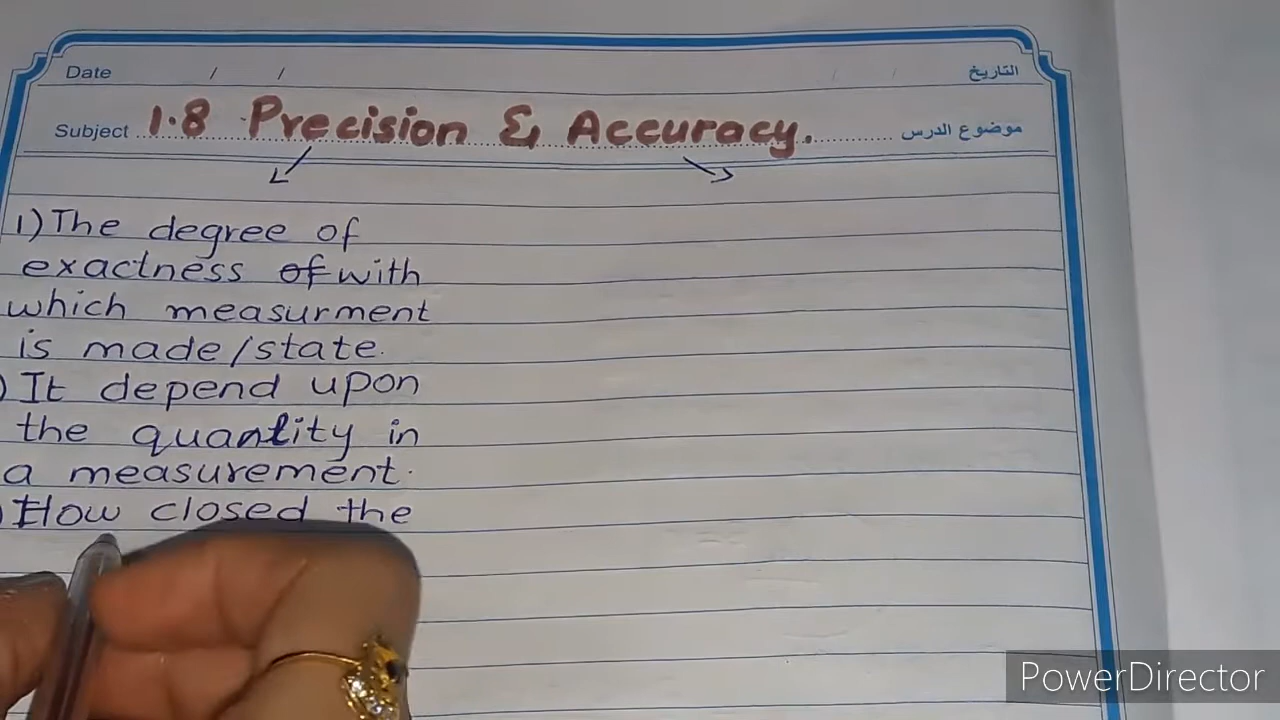 Date / / / / التاريخ
Subject 1.8 Precision & Accuracy. موضوع الدرس
1) The degree of
exactness of with
which measurment
is made/state.
) It depend upon
the quantity in
a measurement.
) How closed the
PowerDirector